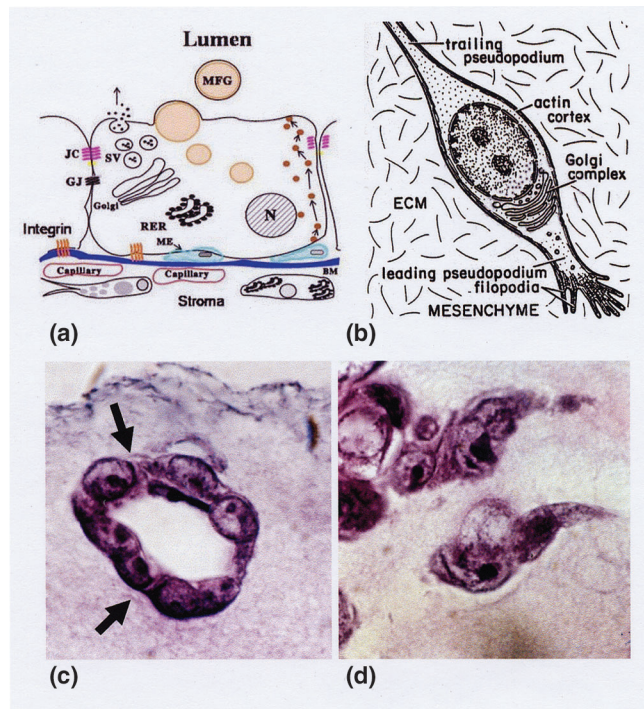 Lumen
MFG
JC
SV
GJ
Golgi
N
Integrin
RER
ME
BM
Capillary
Capillary
Stroma
(a)
trailing
pseudopodium
actin
cortex
Golgi
complex
ECM
leading pseudopodium
filopodia
MESENCHYME
(b)
(c)
(d)